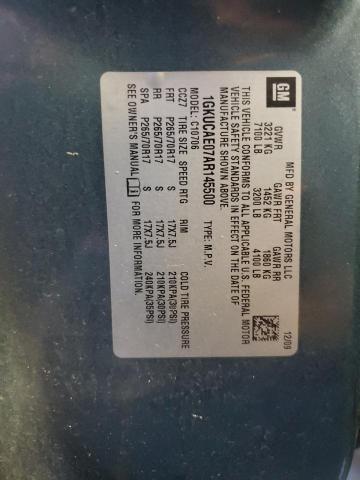 GM
MFD BY GENERAL MOTORS LLC 12/09
GVWR GAWR FRT GAWR RR
3221 KG 1452 KG 1860 KG
7100 LB 3200 LB 4100 LB
THIS VEHICLE CONFORMS TO ALL APPLICABLE U.S. FEDERAL MOTOR
VEHICLE SAFETY STANDARDS IN EFFECT ON THE DATE OF
MANUFACTURE SHOWN ABOVE.
1GKUCAE07AR145500 TYPE: M.P.V.
MODEL: C10706
CC77 TIRE SIZE SPEED RTG RIM COLD TIRE PRESSURE
FRT P265/70R17 S 17X7.5J 210KPA(30PSI)
RR P265/70R17 S 17X7.5J 210KPA(30PSI)
SPA P265/70R17 S 17X7.5J 240KPA(35PSI)
SEE OWNER'S MANUAL FOR MORE INFORMATION.